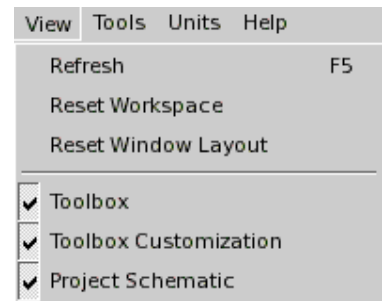 View Tools Units Help
Refresh F5
Reset Workspace
Reset Window Layout
Toolbox
Toolbox Customization
Project Schematic